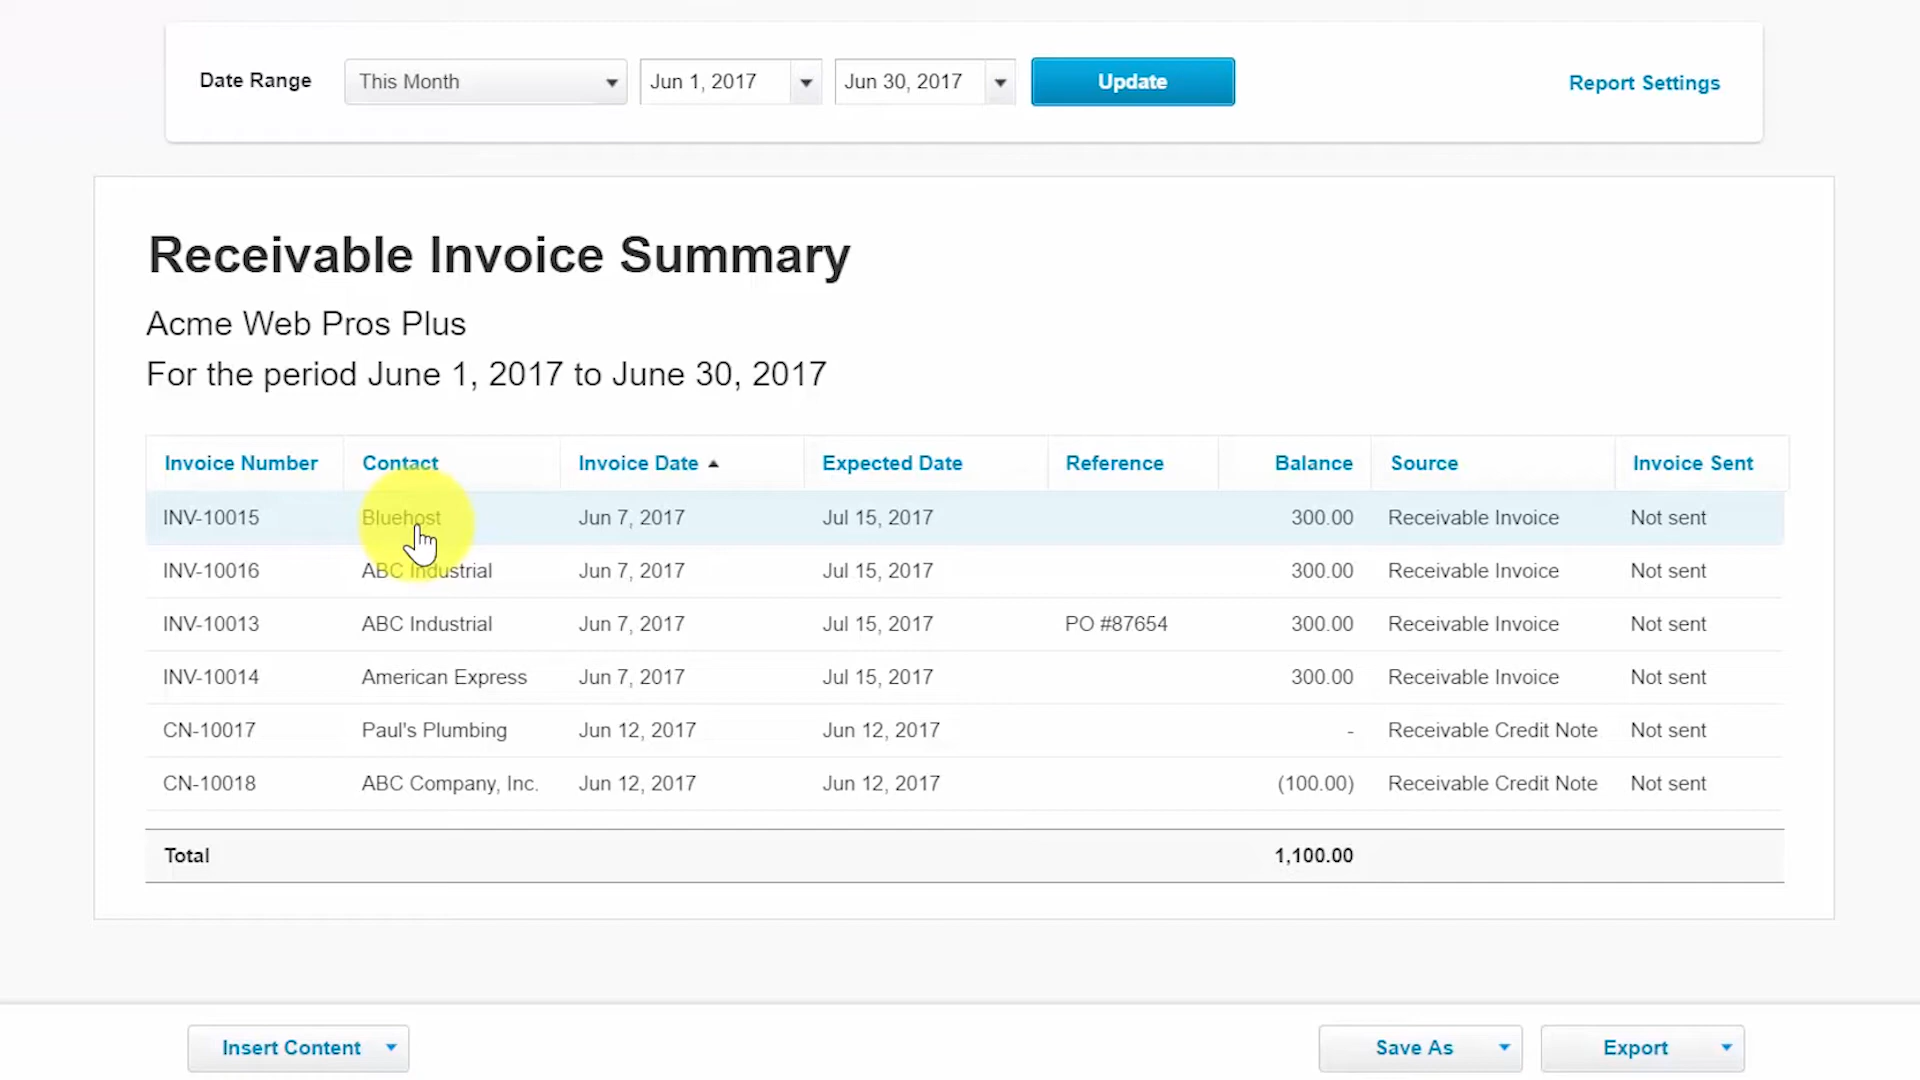 Date Range This Month Jun 1, 2017 Jun 30, 2017 Update Report Settings
Receivable Invoice Summary
Acme Web Pros Plus
For the period June 1, 2017 to June 30, 2017
Invoice Number Contact Invoice Date Expected Date Reference Balance Source Invoice Sent
INV-10015 Bluehost Jun 7, 2017 Jul 15, 2017 300.00 Receivable Invoice Not sent
INV-10016 ABC Industrial Jun 7, 2017 Jul 15, 2017 300.00 Receivable Invoice Not sent
INV-10013 ABC Industrial Jun 7, 2017 Jul 15, 2017 PO #87654 300.00 Receivable Invoice Not sent
INV-10014 American Express Jun 7, 2017 Jul 15, 2017 300.00 Receivable Invoice Not sent
CN-10017 Paul's Plumbing Jun 12, 2017 Jun 12, 2017 - Receivable Credit Note Not sent
CN-10018 ABC Company, Inc. Jun 12, 2017 Jun 12, 2017 (100.00) Receivable Credit Note Not sent
Total 1,100.00
Insert Content Save As Export